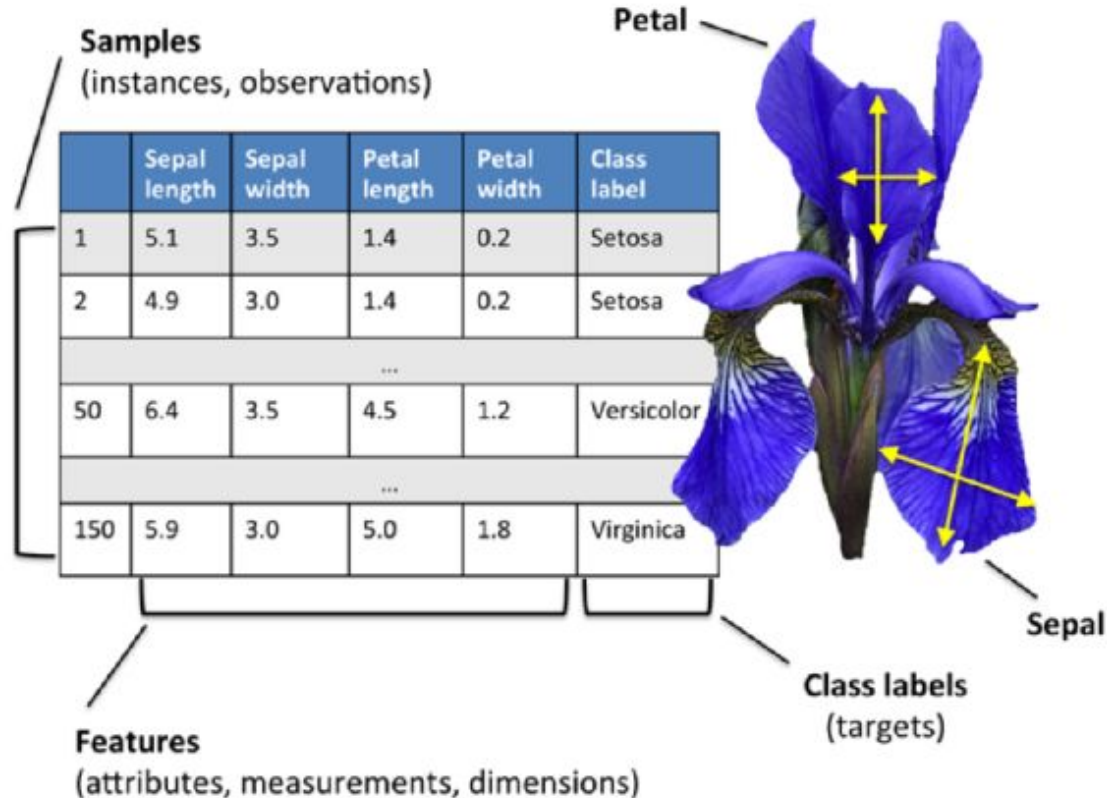 Samples
(instances, observations)
Petal
Sepal length Sepal width Petal length Petal width Class label
1 5.1 3.5 1.4 0.2 Setosa
2 4.9 3.0 1.4 0.2 Setosa
...
50 6.4 3.5 4.5 1.2 Versicolor
...
150 5.9 3.0 5.0 1.8 Virginica
Sepal
Class labels
(targets)
Features
(attributes, measurements, dimensions)